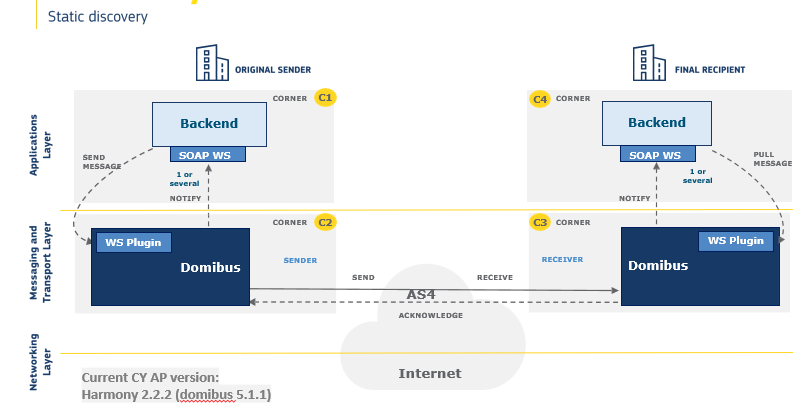 Static discovery
ORIGINAL SENDER
FINAL RECIPIENT
CORNER C1
C4 CORNER
Applications
Layer
Backend
SOAP WS
1 or
several
SEND
MESSAGE
NOTIFY
Backend
SOAP WS
1 or
several
PULL
MESSAGE
NOTIFY
Messaging and
Transport Layer
CORNER C2
WS Plugin
Domibus
SENDER
C3 CORNER
RECEIVER
WS Plugin
Domibus
SEND
RECEIVE
AS4
ACKNOWLEDGE
Networking
Layer
Internet
Current CY AP version:
Harmony 2.2.2 (domibus 5.1.1)